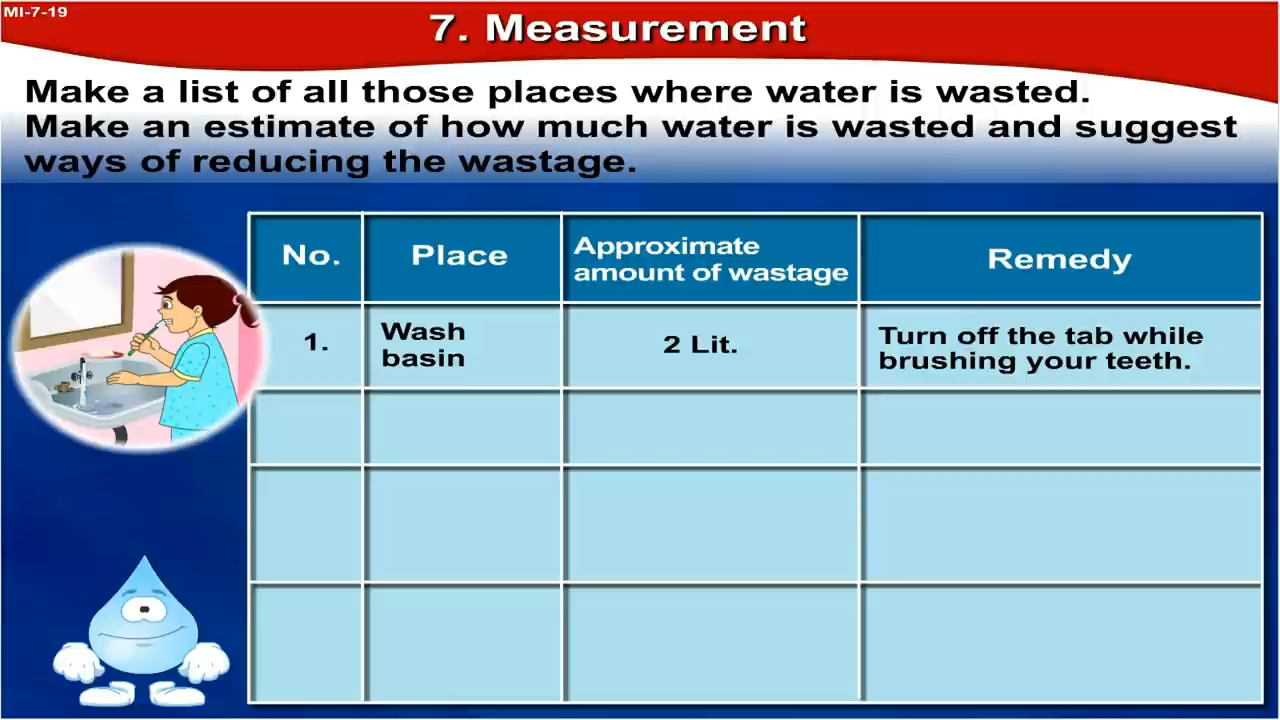 MI-7-19
7. Measurement
Make a list of all those places where water is wasted.
Make an estimate of how much water is wasted and suggest
ways of reducing the wastage.
No.
Place
Approximate
amount of wastage
Remedy
1.
Wash
basin
2 Lit.
Turn off the tab while
brushing your teeth.